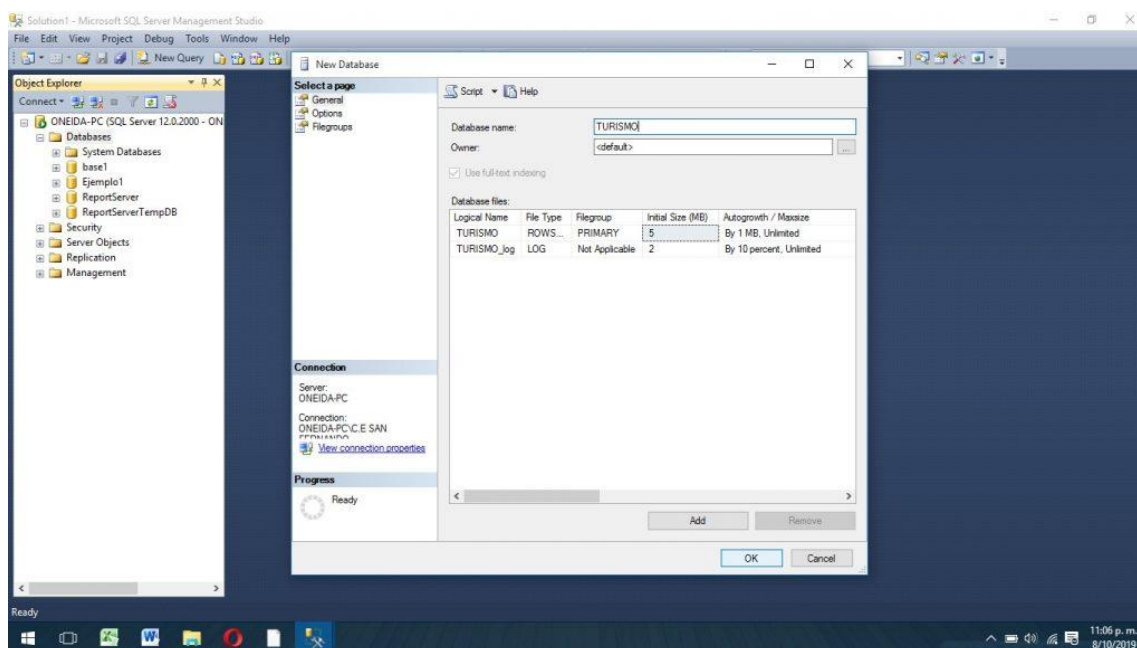 Solution1 - Microsoft SQL Server Management Studio
File Edit View Project Debug Tools Window Help
New Query
Object Explorer
Connect
ONEIDA-PC (SQL Server 12.0.2000 - ON
Databases
System Databases
base1
Ejemplo1
ReportServer
ReportServerTempDB
Security
Server Objects
Replication
Management
New Database
Select a page
General
Options
Filegroups
Script Help
Database name: TURISMO
Owner: <default> ...
Use full-text indexing
Database files:
Logical Name File Type Filegroup Initial Size (MB) Autogrowth / Maxsize
TURISMO ROWS... PRIMARY 5 By 1 MB, Unlimited
TURISMO_log LOG Not Applicable 2 By 10 percent, Unlimited
Connection
Server:
ONEIDA-PC
Connection:
ONEIDA-PC\C.E SAN
FERNANDO
View connection properties
Progress
Ready
Add Remove
OK Cancel
Ready
11:06 p. m.
8/10/2019